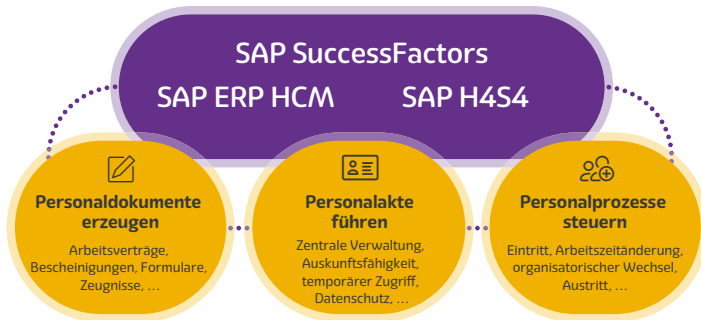 SAP SuccessFactors
SAP ERP HCM SAP H4S4
Personaldokumente
erzeugen
Arbeitsverträge,
Bescheinigungen, Formulare,
Zeugnisse, ...
Personalakte
führen
Zentrale Verwaltung,
Auskunftsfähigkeit,
temporärer Zugriff,
Datenschutz, ...
Personalprozesse
steuern
Eintritt, Arbeitszeitänderung,
organisatorischer Wechsel,
Austritt, ...